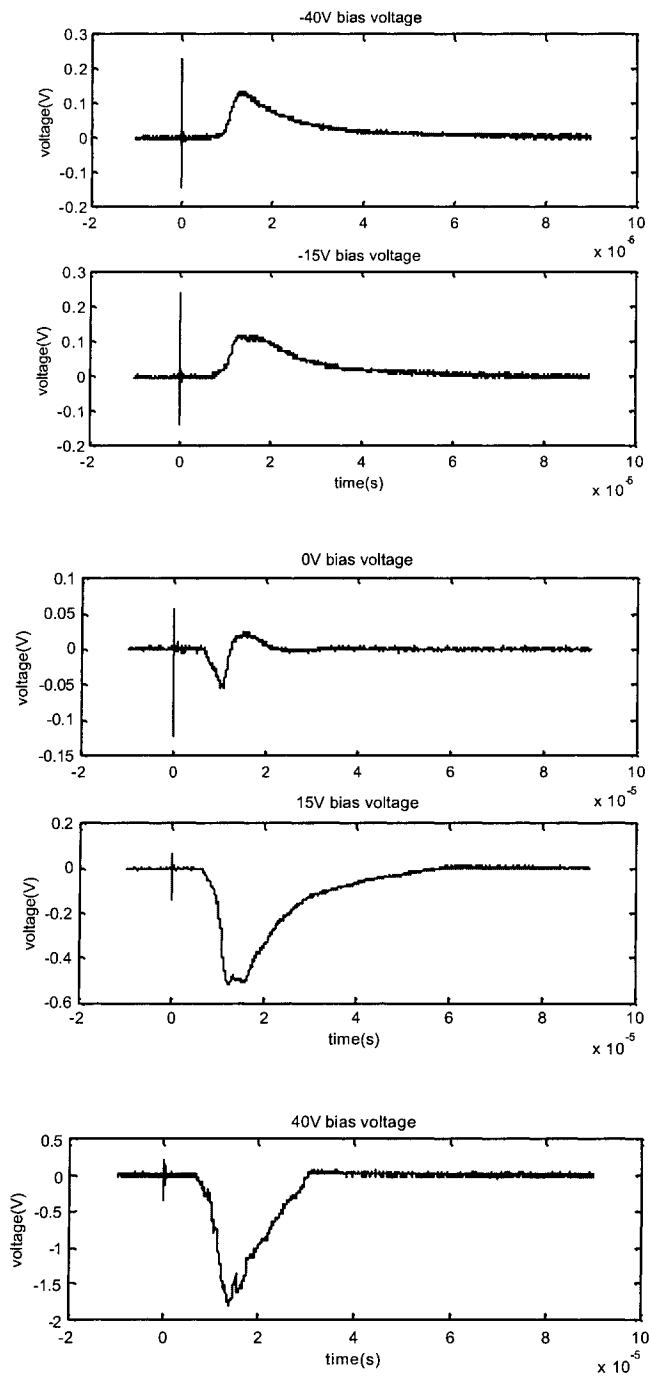 -40V bias voltage
0.3
0.2
0.1
0
-0.1
-0.2
voltage(V)
-2 0 2 4 6 8 10
x 10
-15V bias voltage
0.3
0.2
0.1
0
-0.1
-0.2
voltage(V)
-2 0 2 4 6 8 10
time(s)
x 10
0V bias voltage
0.1
0.05
0
-0.05
-0.1
-0.15
voltage(V)
-2 0 2 4 6 8 10
x 10⁻⁵
15V bias voltage
0.2
0
-0.2
-0.4
-0.6
voltage(V)
-2 0 2 4 6 8 10
time(s)
x 10⁻⁵
40V bias voltage
0.5
0
-0.5
-1
-1.5
-2
voltage(V)
-2 0 2 4 6 8 10
time(s)
x 10⁻⁵